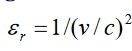 εᵣ = 1/(v/c)²